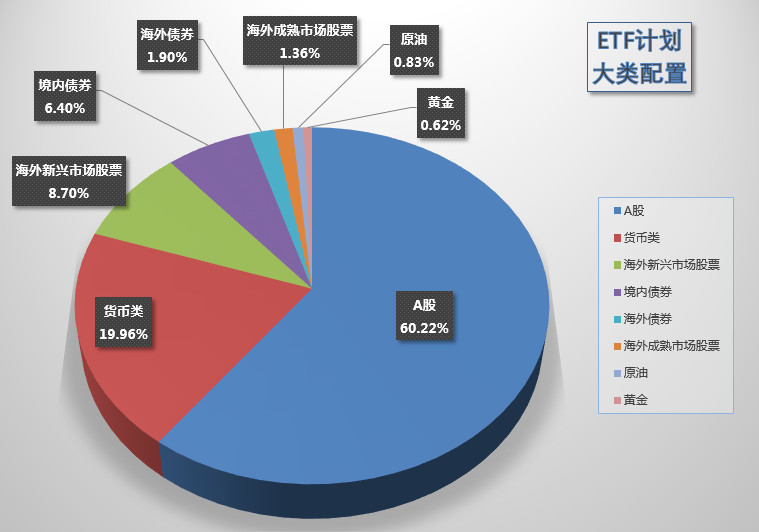 ETF计划
大类配置
海外成熟市场股票
1.36%
海外债券
1.90%
原油
0.83%
境内债券
6.40%
黄金
0.62%
海外新兴市场股票
8.70%
货币类
19.96%
A股
60.22%
A股
货币类
海外新兴市场股票
境内债券
海外债券
海外成熟市场股票
原油
黄金